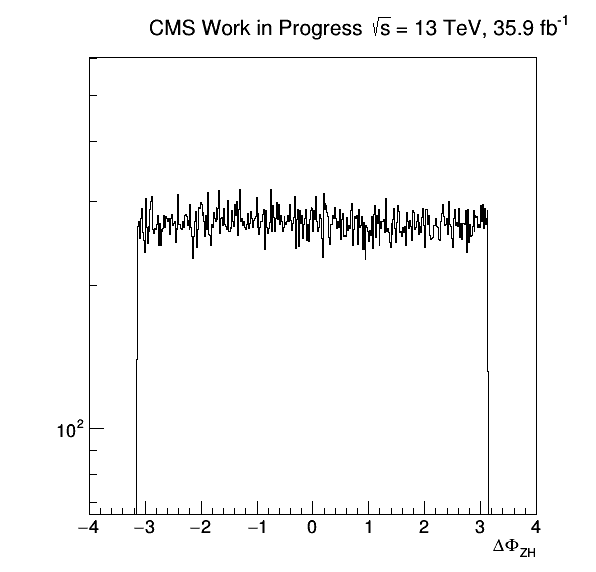 CMS Work in Progress √s = 13 TeV, 35.9 fb⁻¹
10²
−4 −3 −2 −1 0 1 2 3 4
ΔΦ_ZH